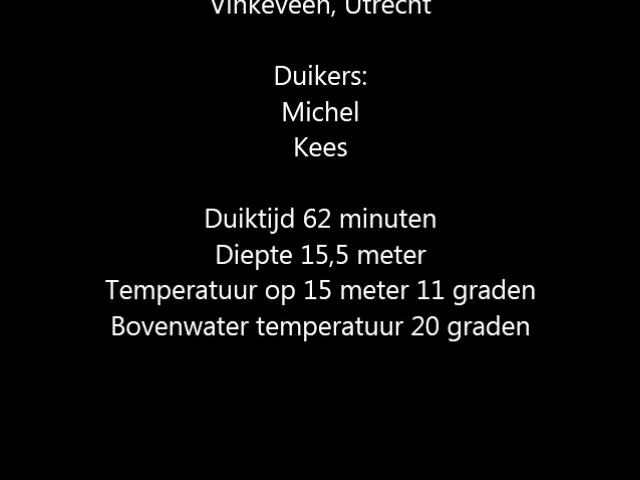 Vinkeveen, Utrecht
Duikers:
Michel
Kees
Duiktijd 62 minuten
Diepte 15,5 meter
Temperatuur op 15 meter 11 graden
Bovenwater temperatuur 20 graden